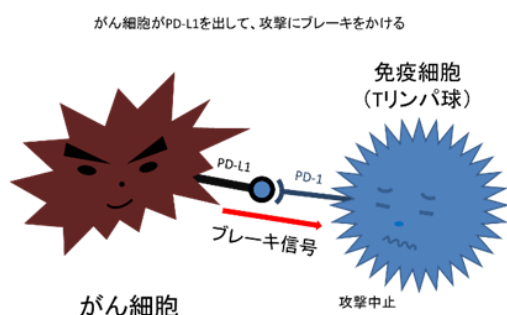 がん細胞がPD-L1を出して、攻撃にブレーキをかける
免疫細胞
（Tリンパ球）
PD-L1
PD-1
ブレーキ信号
がん細胞
攻撃中止